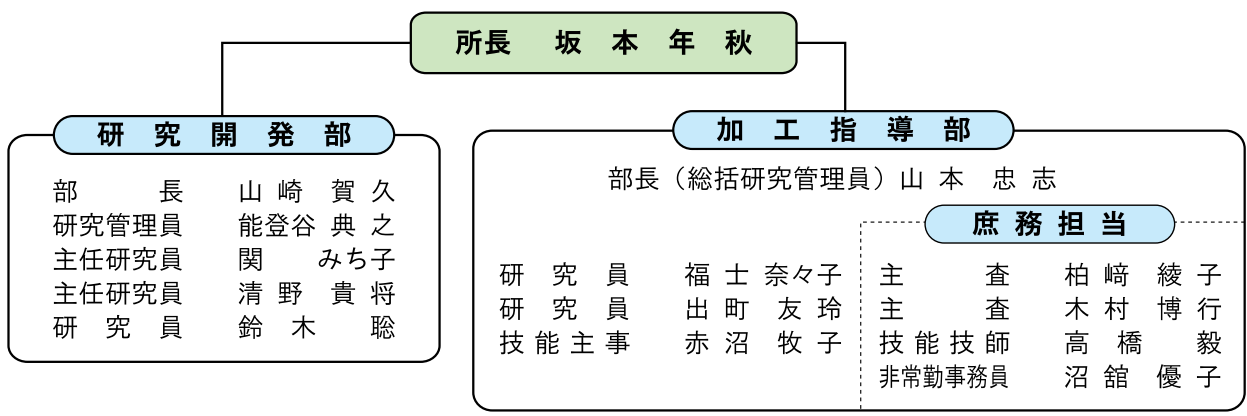 所長 坂本年秋
研究開発部
部長 山崎 賀久
研究管理員 能登谷 典之
主任研究員 関 みち子
主任研究員 清野 貴将
研究員 鈴木 聡
加工指導部
部長（総括研究管理員）山本 忠志
研究員 福士 奈々子
研究員 出町 友玲
技能主事 赤沼 牧子
庶務担当
主査 柏﨑 綾子
主査 木村 博行
技能技師 高橋 毅
非常勤事務員 沼舘 優子